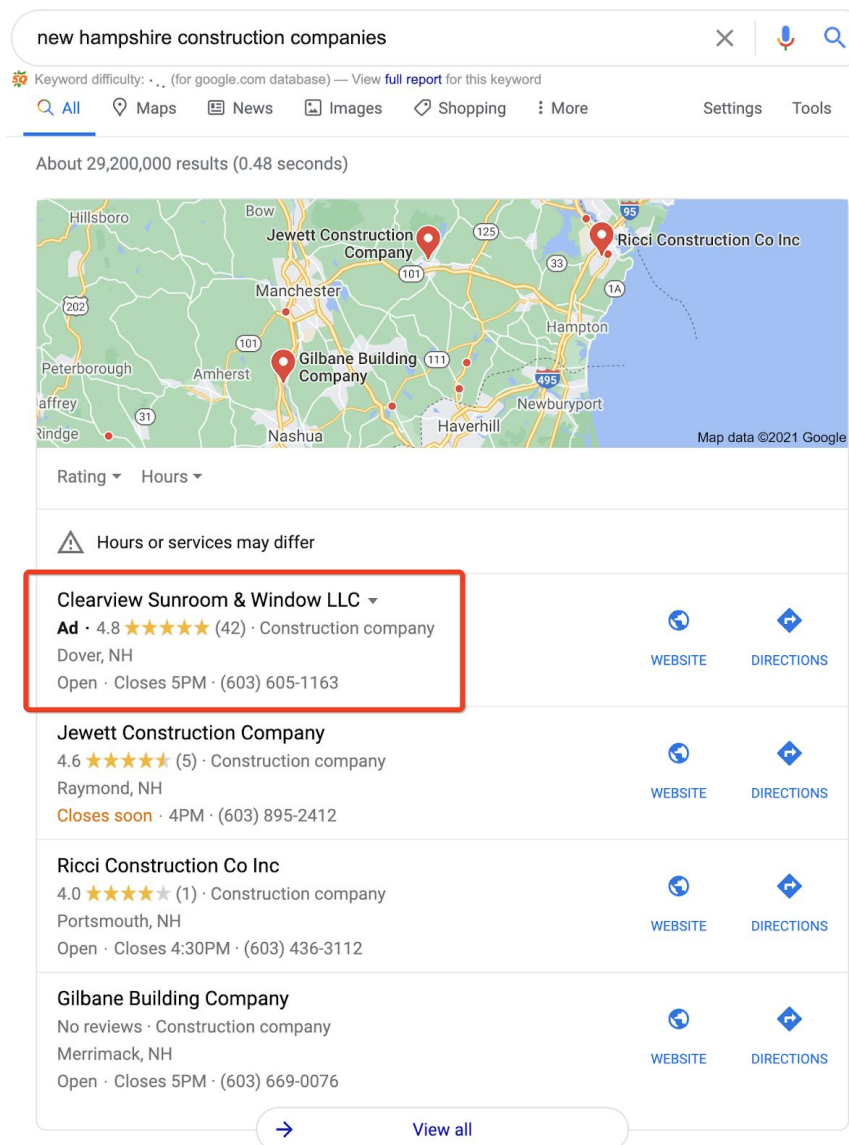 new hampshire construction companies
Keyword difficulty: (for google.com database) — View full report for this keyword
All Maps News Images Shopping More Settings Tools
About 29,200,000 results (0.48 seconds)
Hillsboro
Bow
95
Jewett Construction Company
125
Ricci Construction Co Inc
33
101
1A
Manchester
202
Hampton
101
Gilbane Building Company
111
Peterborough
Amherst
495
affrey
Newburyport
31
Haverhill
Rindge
Nashua
Map data ©2021 Google
Rating Hours
Hours or services may differ
Clearview Sunroom & Window LLC
Ad · 4.8 (42) · Construction company
Dover, NH
Open · Closes 5PM · (603) 605-1163
WEBSITE DIRECTIONS
Jewett Construction Company
4.6 (5) · Construction company
Raymond, NH
Closes soon · 4PM · (603) 895-2412
WEBSITE DIRECTIONS
Ricci Construction Co Inc
4.0 (1) · Construction company
Portsmouth, NH
Open · Closes 4:30PM · (603) 436-3112
WEBSITE DIRECTIONS
Gilbane Building Company
No reviews · Construction company
Merrimack, NH
Open · Closes 5PM · (603) 669-0076
WEBSITE DIRECTIONS
View all